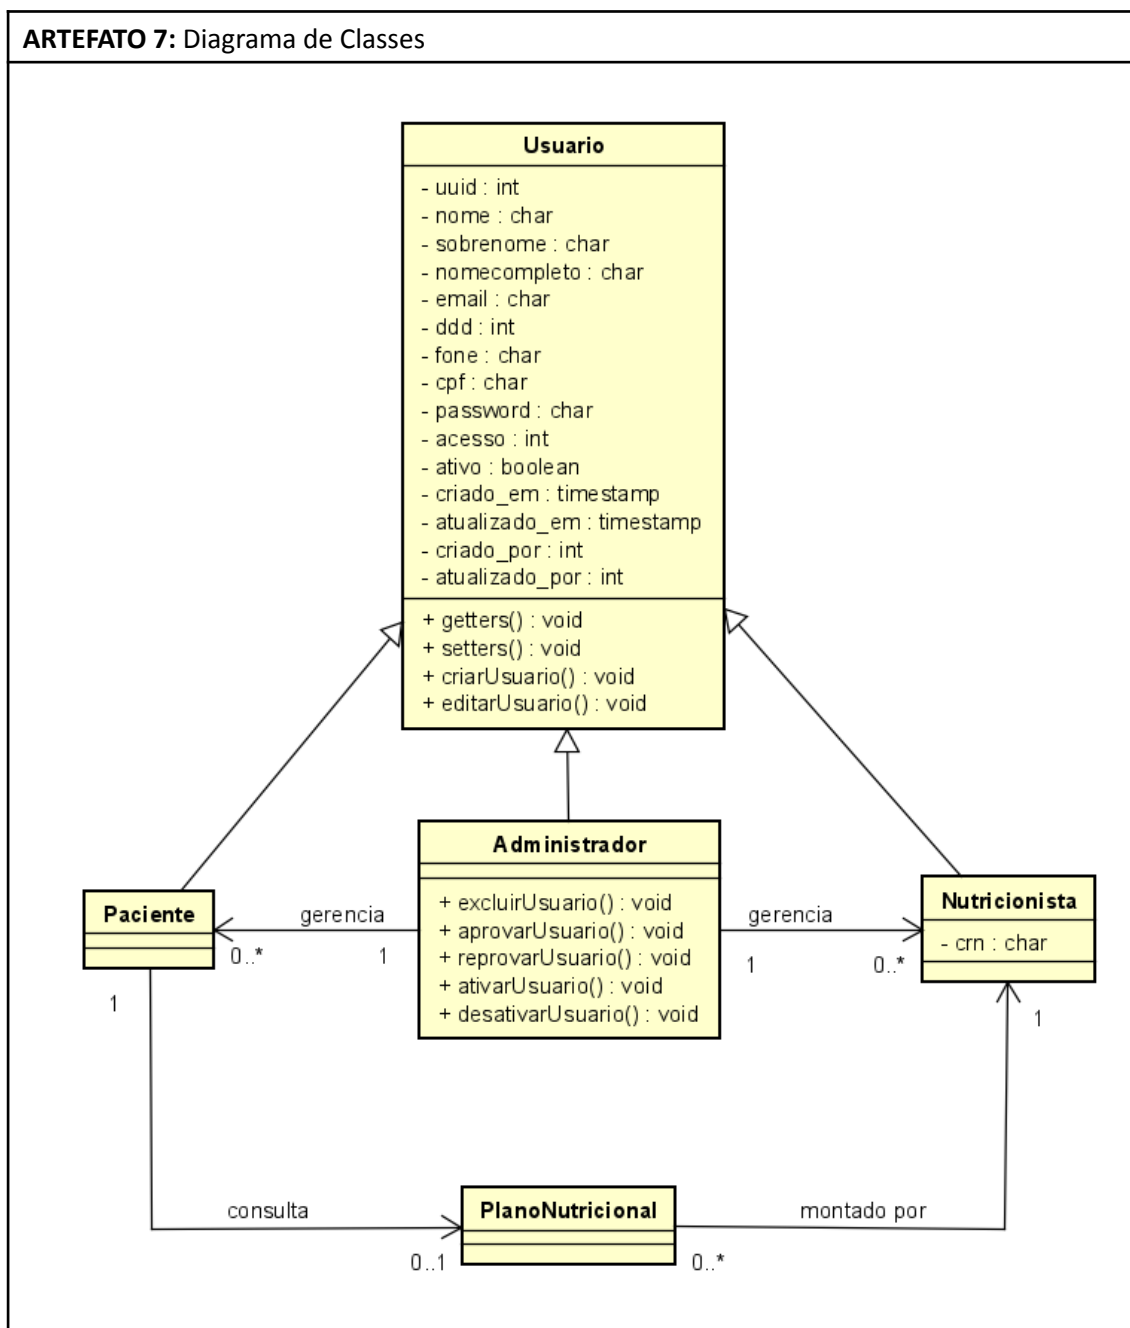 ARTEFATO 7: Diagrama de Classes
Usuario
- uuid : int
- nome : char
- sobrenome : char
- nomecompleto : char
- email : char
- ddd : int
- fone : char
- cpf : char
- password : char
- acesso : int
- ativo : boolean
- criado_em : timestamp
- atualizado_em : timestamp
- criado_por : int
- atualizado_por : int
+ getters() : void
+ setters() : void
+ criarUsuario() : void
+ editarUsuario() : void
Administrador
+ excluirUsuario() : void
+ aprovarUsuario() : void
+ reprovarUsuario() : void
+ ativarUsuario() : void
+ desativarUsuario() : void
Paciente
gerencia
0..*
1
gerencia
1
0..*
Nutricionista
- crn : char
1
1
consulta
0..1
PlanoNutricional
montado por
0..*